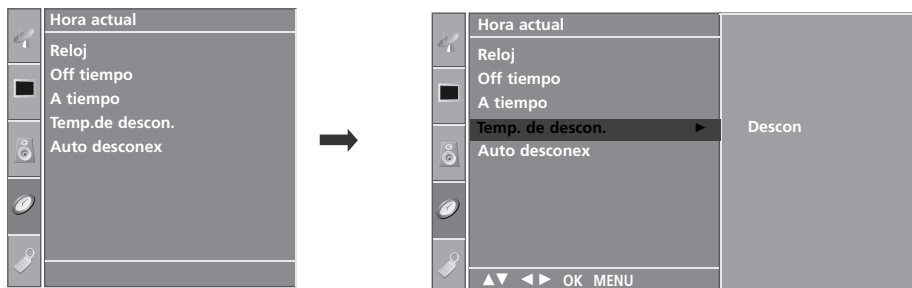 Hora actual
Reloj
Off tiempo
A tiempo
Temp.de descon.
Auto desconex
Hora actual
Reloj
Off tiempo
A tiempo
Temp. de descon. ►
Descon
Auto desconex
▲▼ ◄► OK MENU